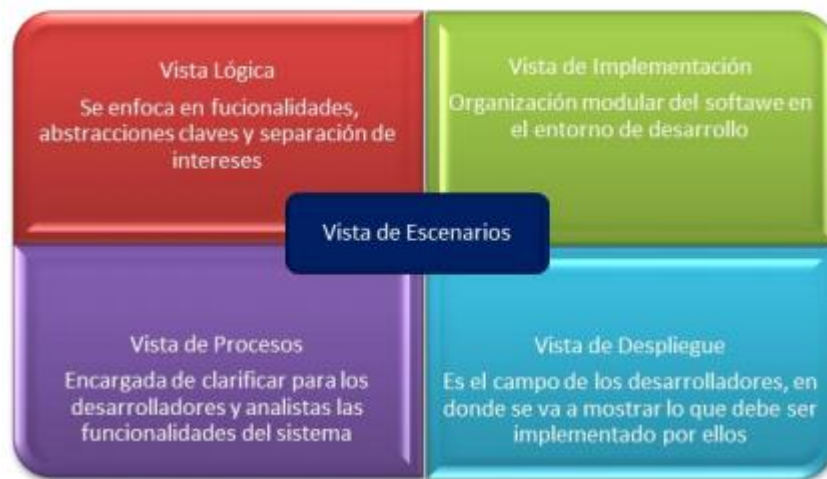 Vista Lógica
Se enfoca en fucionalidades,
abstracciones claves y separación de
intereses
Vista de Implementación
Organización modular del softawe en
el entorno de desarrollo
Vista de Escenarios
Vista de Procesos
Encargada de clarificar para los
desarrolladores y analistas las
funcionalidades del sistema
Vista de Despliegue
Es el campo de los desarrolladores, en
donde se va a mostrar lo que debe ser
implementado por ellos